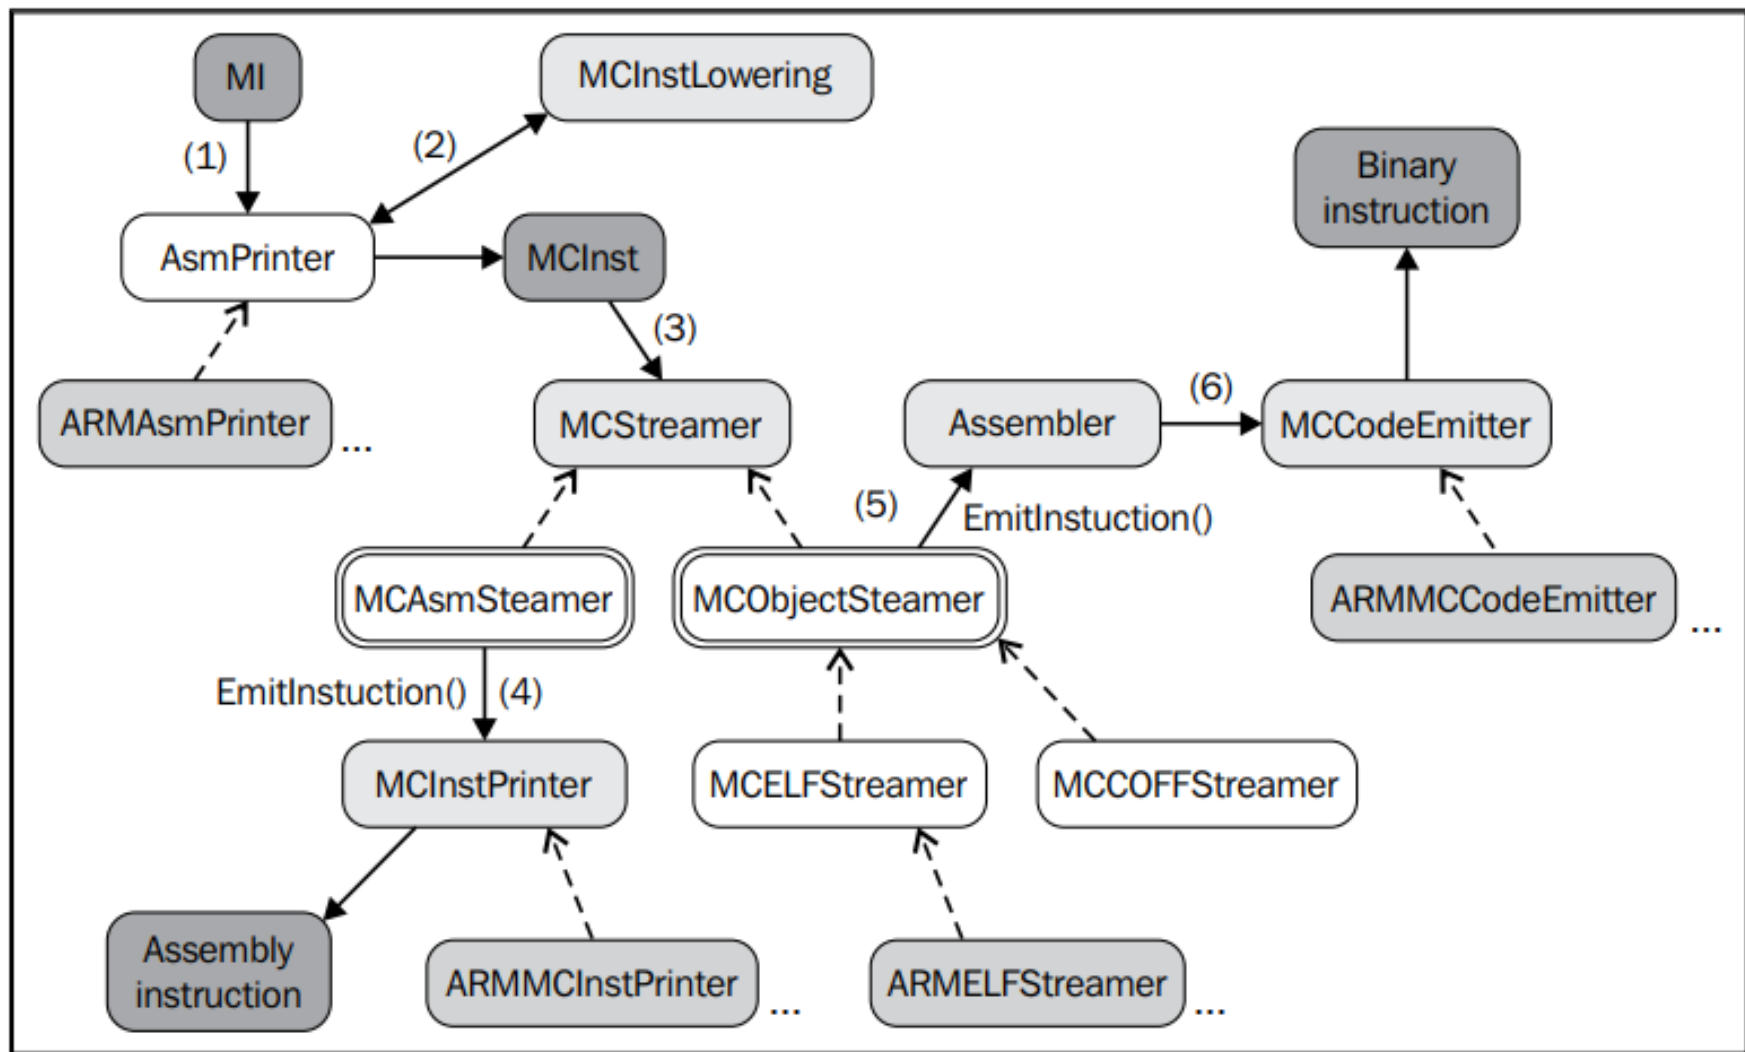 MI
MCInstLowering
(1)
(2)
Binary
instruction
AsmPrinter
MCInst
(3)
ARMAsmPrinter ...
MCStreamer
Assembler
(6)
MCCodeEmitter
(5)
EmitInstuction()
MCAsmSteamer
MCObjectSteamer
ARMMCCodeEmitter ...
EmitInstuction()
(4)
MCInstPrinter
MCELFStreamer
MCCOFFStreamer
Assembly
instruction
ARMMCInstPrinter ...
ARMELFStreamer ...